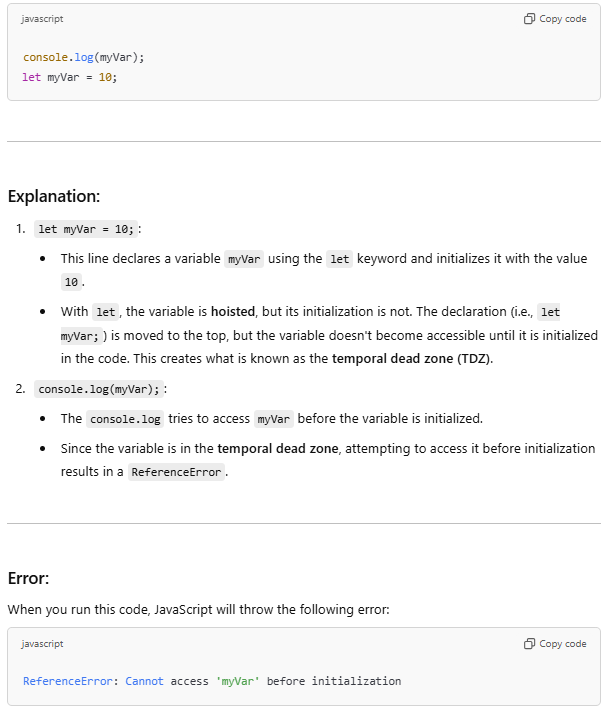 javascript
Copy code
console.log(myVar);
let myVar = 10;
Explanation:
1. let myVar = 10; :
• This line declares a variable myVar using the let keyword and initializes it with the value
10 .
• With let , the variable is hoisted, but its initialization is not. The declaration (i.e., let
myVar; ) is moved to the top, but the variable doesn't become accessible until it is initialized
in the code. This creates what is known as the temporal dead zone (TDZ).
2. console.log(myVar); :
• The console.log tries to access myVar before the variable is initialized.
• Since the variable is in the temporal dead zone, attempting to access it before initialization
results in a ReferenceError .
Error:
When you run this code, JavaScript will throw the following error:
javascript
Copy code
ReferenceError: Cannot access 'myVar' before initialization